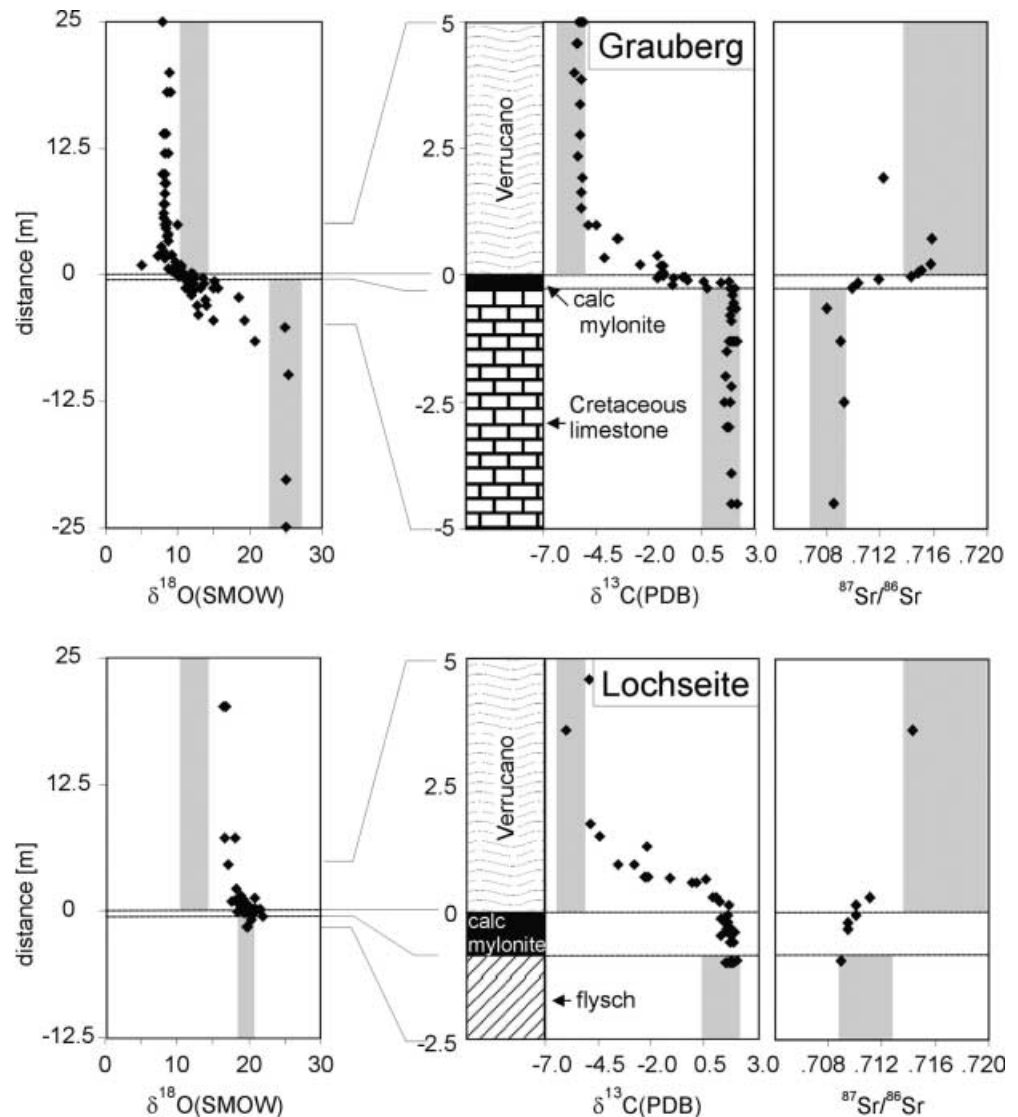 25
12.5
0
-12.5
-25
distance [m]
0 10 20 30
δ18O(SMOW)
5
2.5
0
-2.5
-5
Verrucano
Grauberg
calc
mylonite
Cretaceous
limestone
-7.0 -4.5 -2.0 0.5 3.0
δ13C(PDB)
.708 .712 .716 .720
87Sr/86Sr
25
12.5
0
-12.5
distance [m]
0 10 20 30
δ18O(SMOW)
5
2.5
0
-2.5
Verrucano
Lochseite
calc
mylonite
flysch
-7.0 -4.5 -2.0 0.5 3.0
δ13C(PDB)
.708 .712 .716 .720
87Sr/86Sr